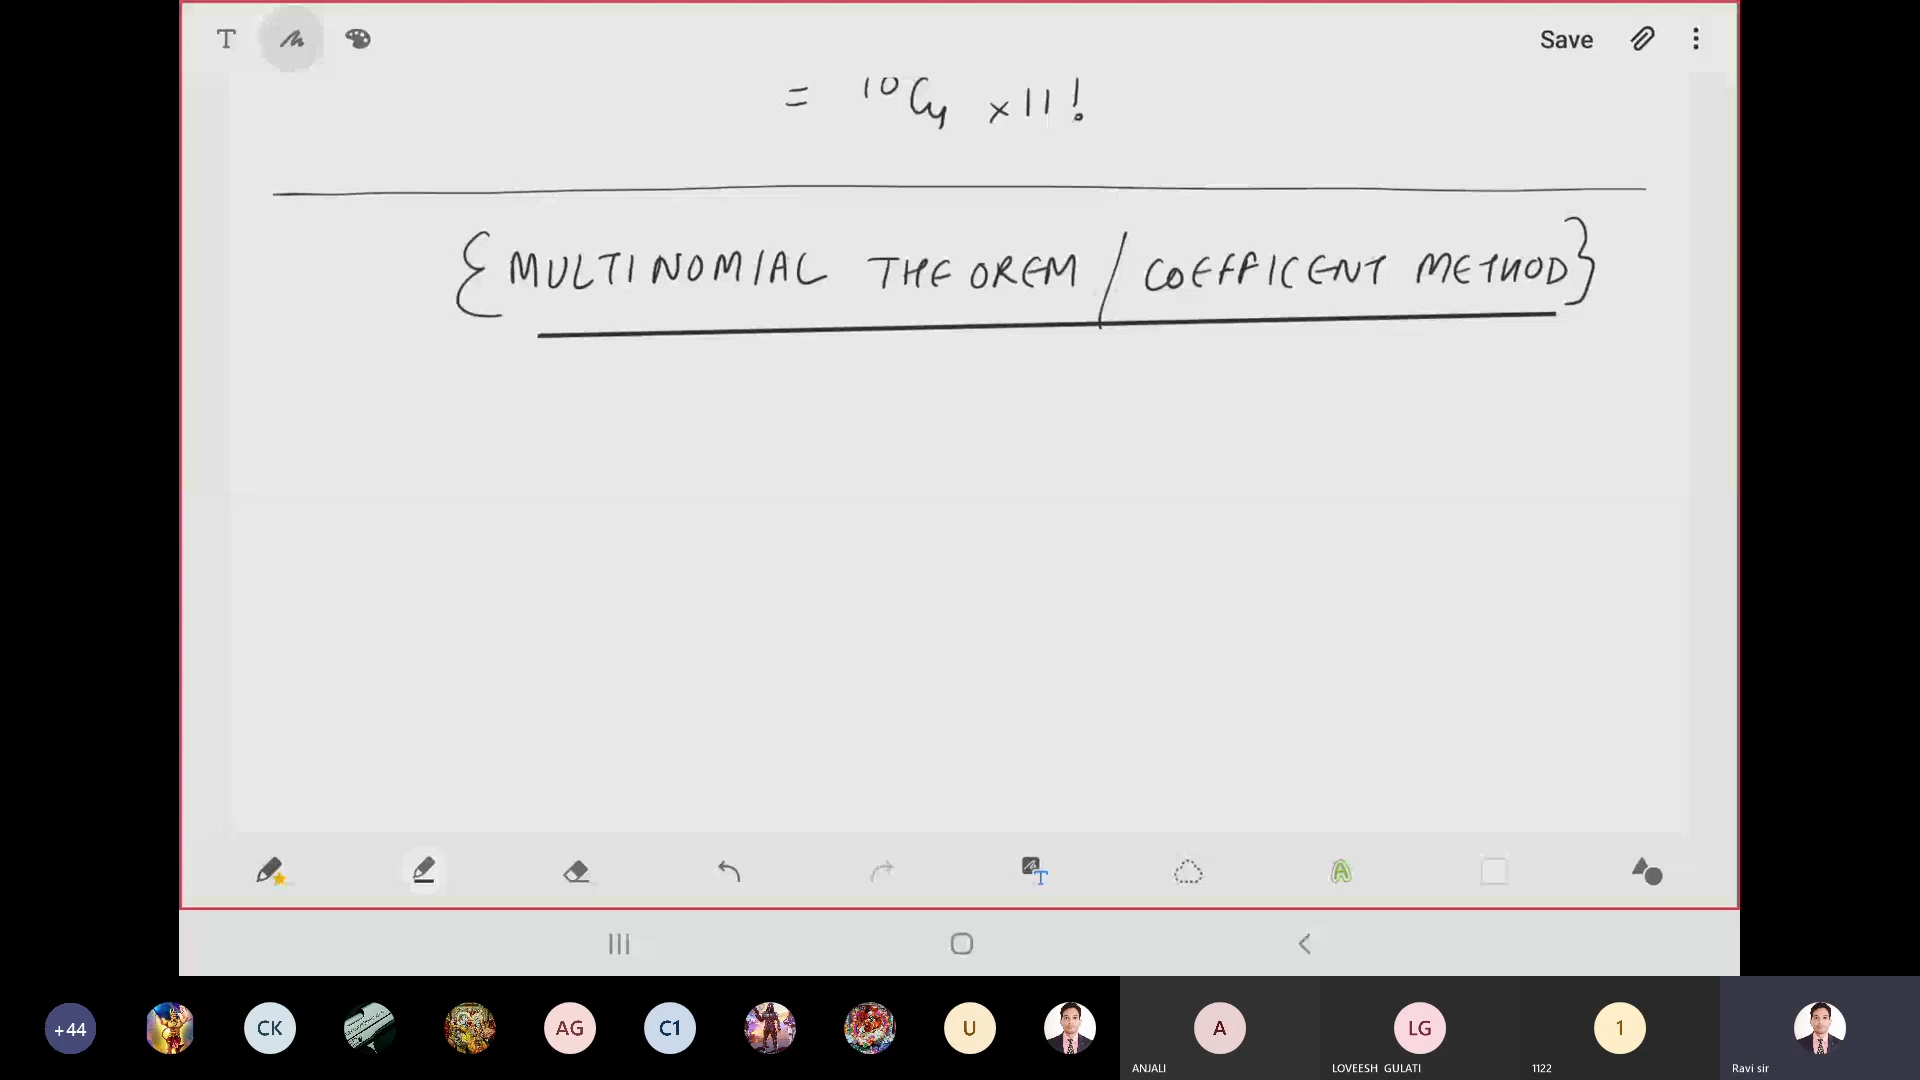 T Save
= ¹⁰C₄ × 11!
{MULTINOMIAL THEOREM / COEFFICENT METHOD}
T A
+44 CK AG C1 U A LG 1
ANJALI LOVEESH GULATI 1122 Ravi sir